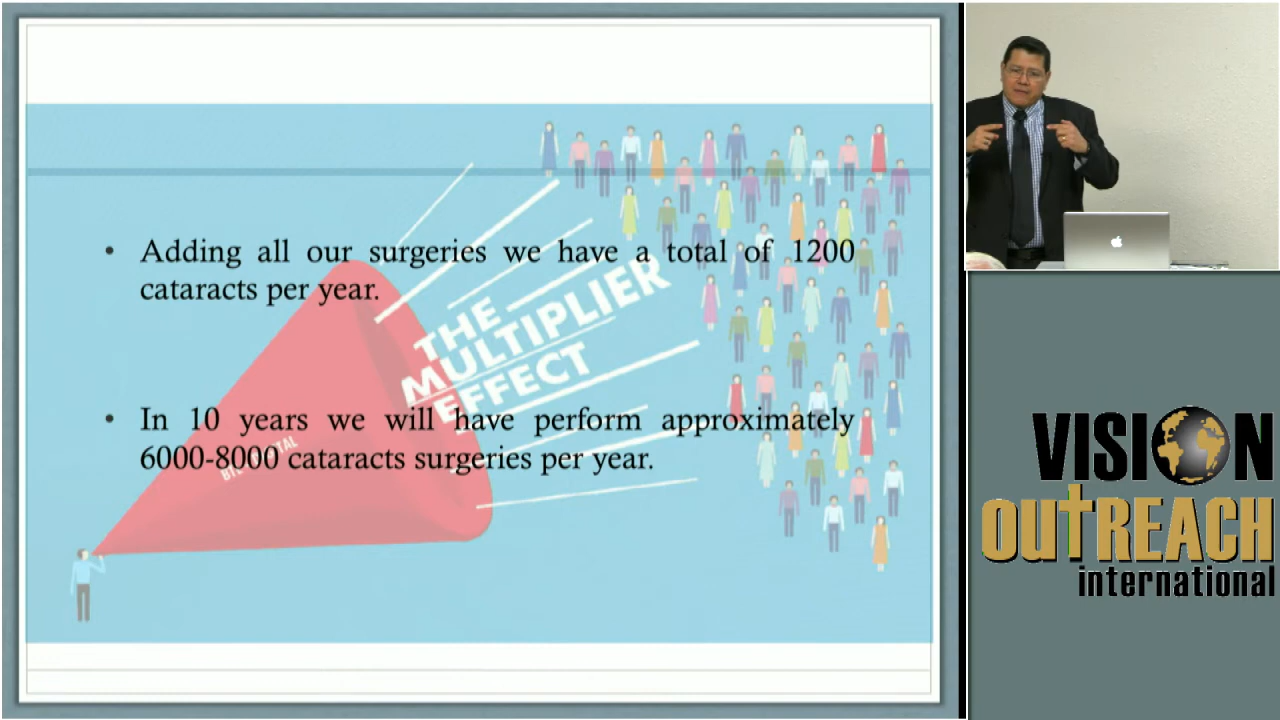 • Adding all our surgeries we have a total of 1200
cataracts per year.
THE
MULTIPLIER
EFFECT
• In 10 years we will have perform approximately
6000-8000 cataracts surgeries per year.
VISION
OUTREACH
international